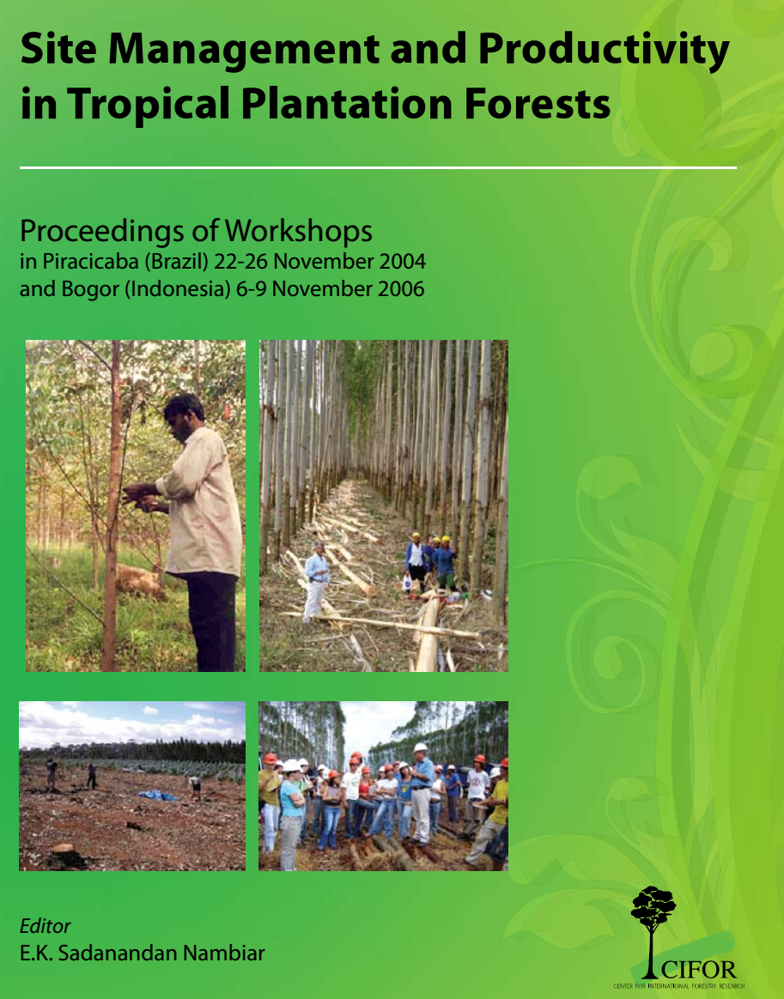 Site Management and Productivity
in Tropical Plantation Forests
Proceedings of Workshops
in Piracicaba (Brazil) 22-26 November 2004
and Bogor (Indonesia) 6-9 November 2006
Editor
E.K. Sadanandan Nambiar
CIFOR
CENTER FOR INTERNATIONAL FORESTRY RESEARCH